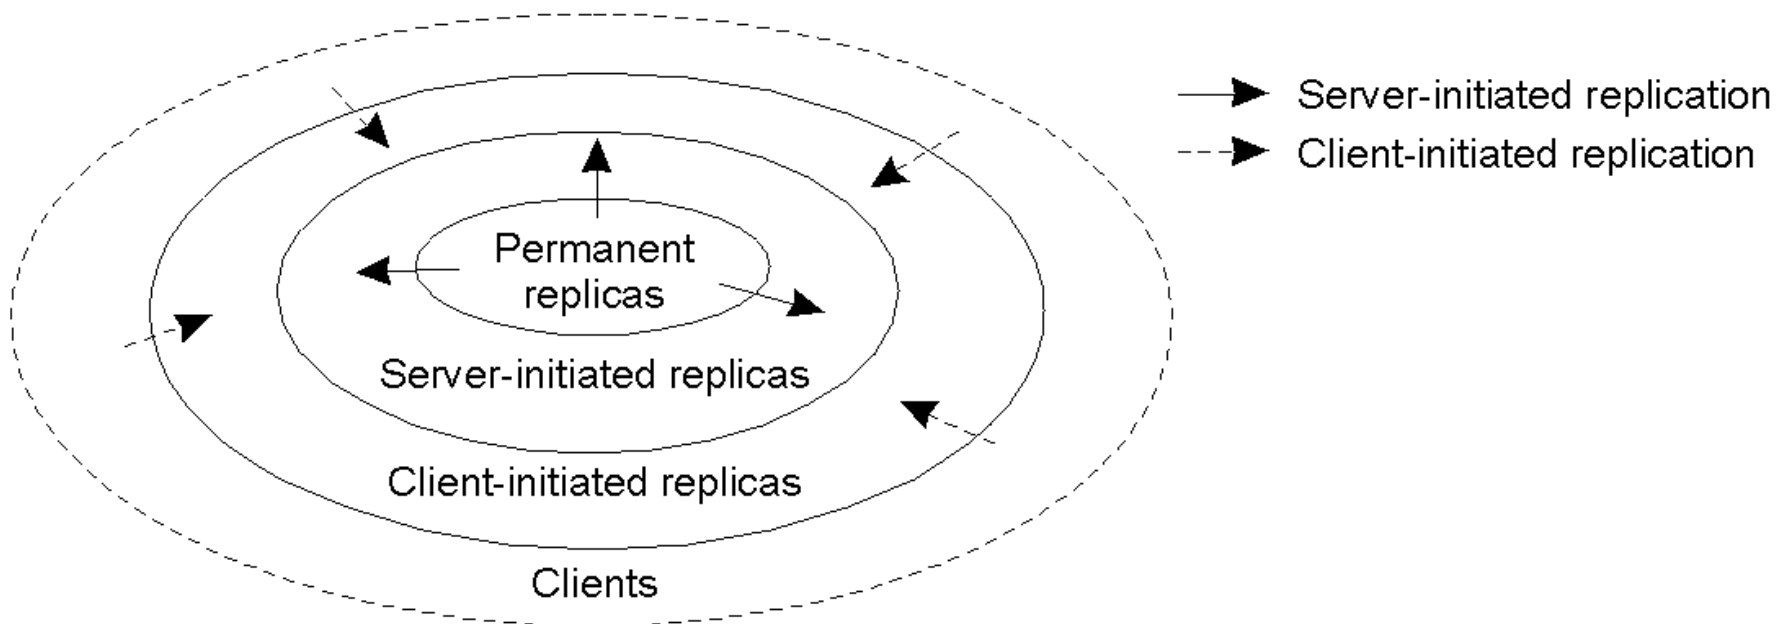 Server-initiated replication
Client-initiated replication
Permanent
replicas
Server-initiated replicas
Client-initiated replicas
Clients